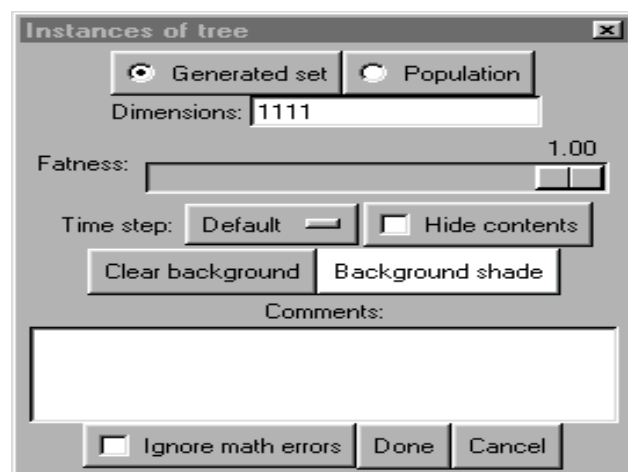 Instances of tree
Generated set Population
Dimensions: 1111
1.00
Fatness:
Time step: Default Hide contents
Clear background Background shade
Comments:
Ignore math errors Done Cancel